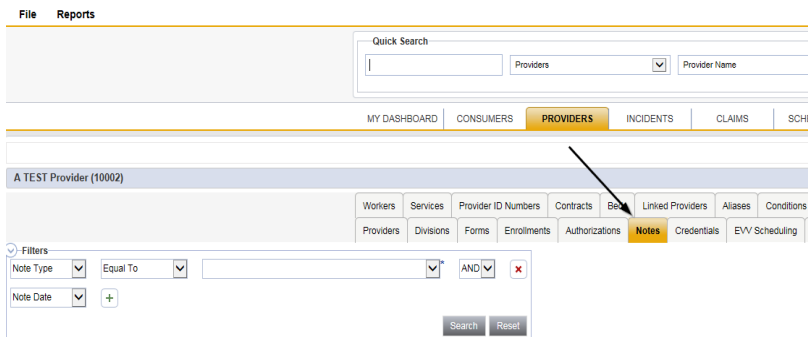 File Reports
Quick Search
Providers Provider Name
MY DASHBOARD CONSUMERS PROVIDERS INCIDENTS CLAIMS SCH
A TEST Provider (10002)
Workers Services Provider ID Numbers Contracts Linked Providers Aliases Conditions
Providers Divisions Forms Enrollments Authorizations Notes Credentials EVV Scheduling
Filters
Note Type Equal To * AND
Note Date
Search Reset